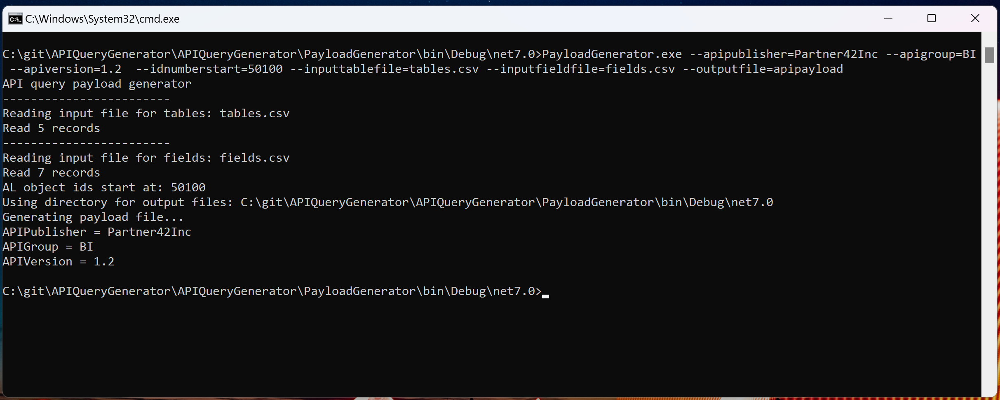 C:\Windows\System32\cmd.exe
C:\git\APIQueryGenerator\APIQueryGenerator\PayloadGenerator\bin\Debug\net7.0>PayloadGenerator.exe --apipublisher=Partner42Inc --apigroup=BI
 --apiversion=1.2  --idnumberstart=50100 --inputtablefile=tables.csv --inputfieldfile=fields.csv --outputfile=apipayload
API query payload generator
------------------------
Reading input file for tables: tables.csv
Read 5 records
------------------------
Reading input file for fields: fields.csv
Read 7 records
AL object ids start at: 50100
Using directory for output files: C:\git\APIQueryGenerator\APIQueryGenerator\PayloadGenerator\bin\Debug\net7.0
Generating payload file...
APIPublisher = Partner42Inc
APIGroup = BI
APIVersion = 1.2
C:\git\APIQueryGenerator\APIQueryGenerator\PayloadGenerator\bin\Debug\net7.0>